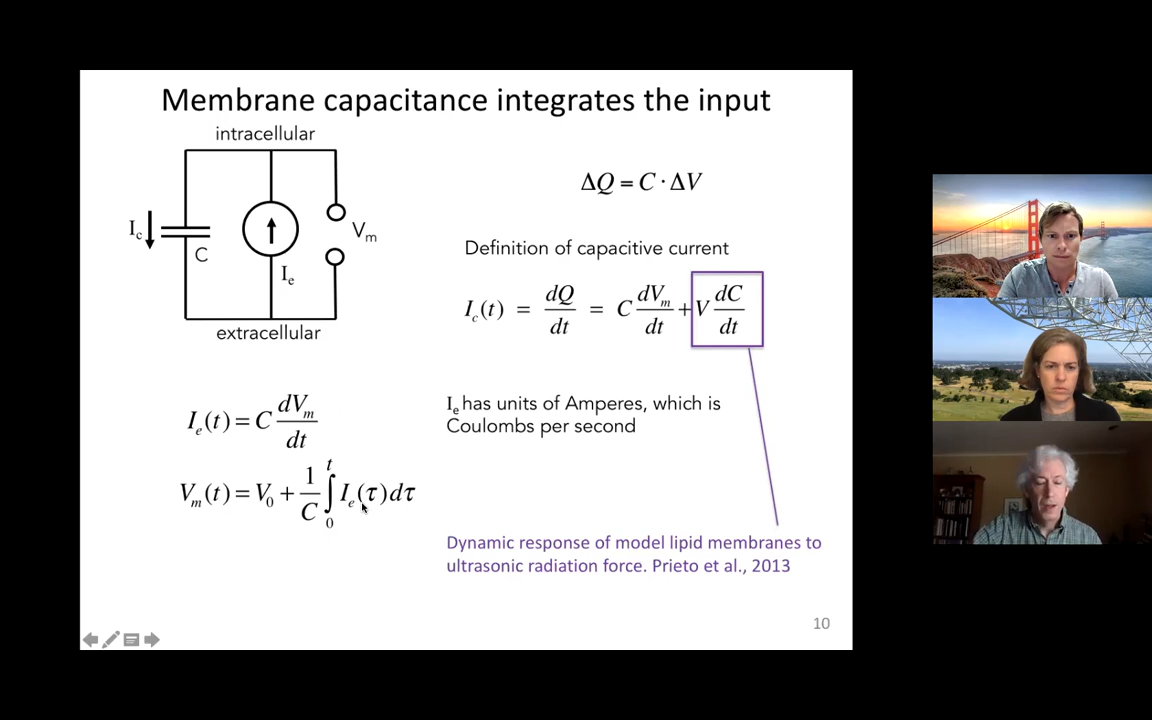 Membrane capacitance integrates the input
intracellular
ΔQ = C · ΔV
I_c
C
I_e
V_m
extracellular
Definition of capacitive current
I_c(t) = dQ/dt = C dV_m/dt + V dC/dt
I_e(t) = C dV_m/dt
V_m(t) = V_0 + 1/C ∫_0^t I_e(τ)dτ
I_e has units of Amperes, which is
Coulombs per second
Dynamic response of model lipid membranes to
ultrasonic radiation force. Prieto et al., 2013
10